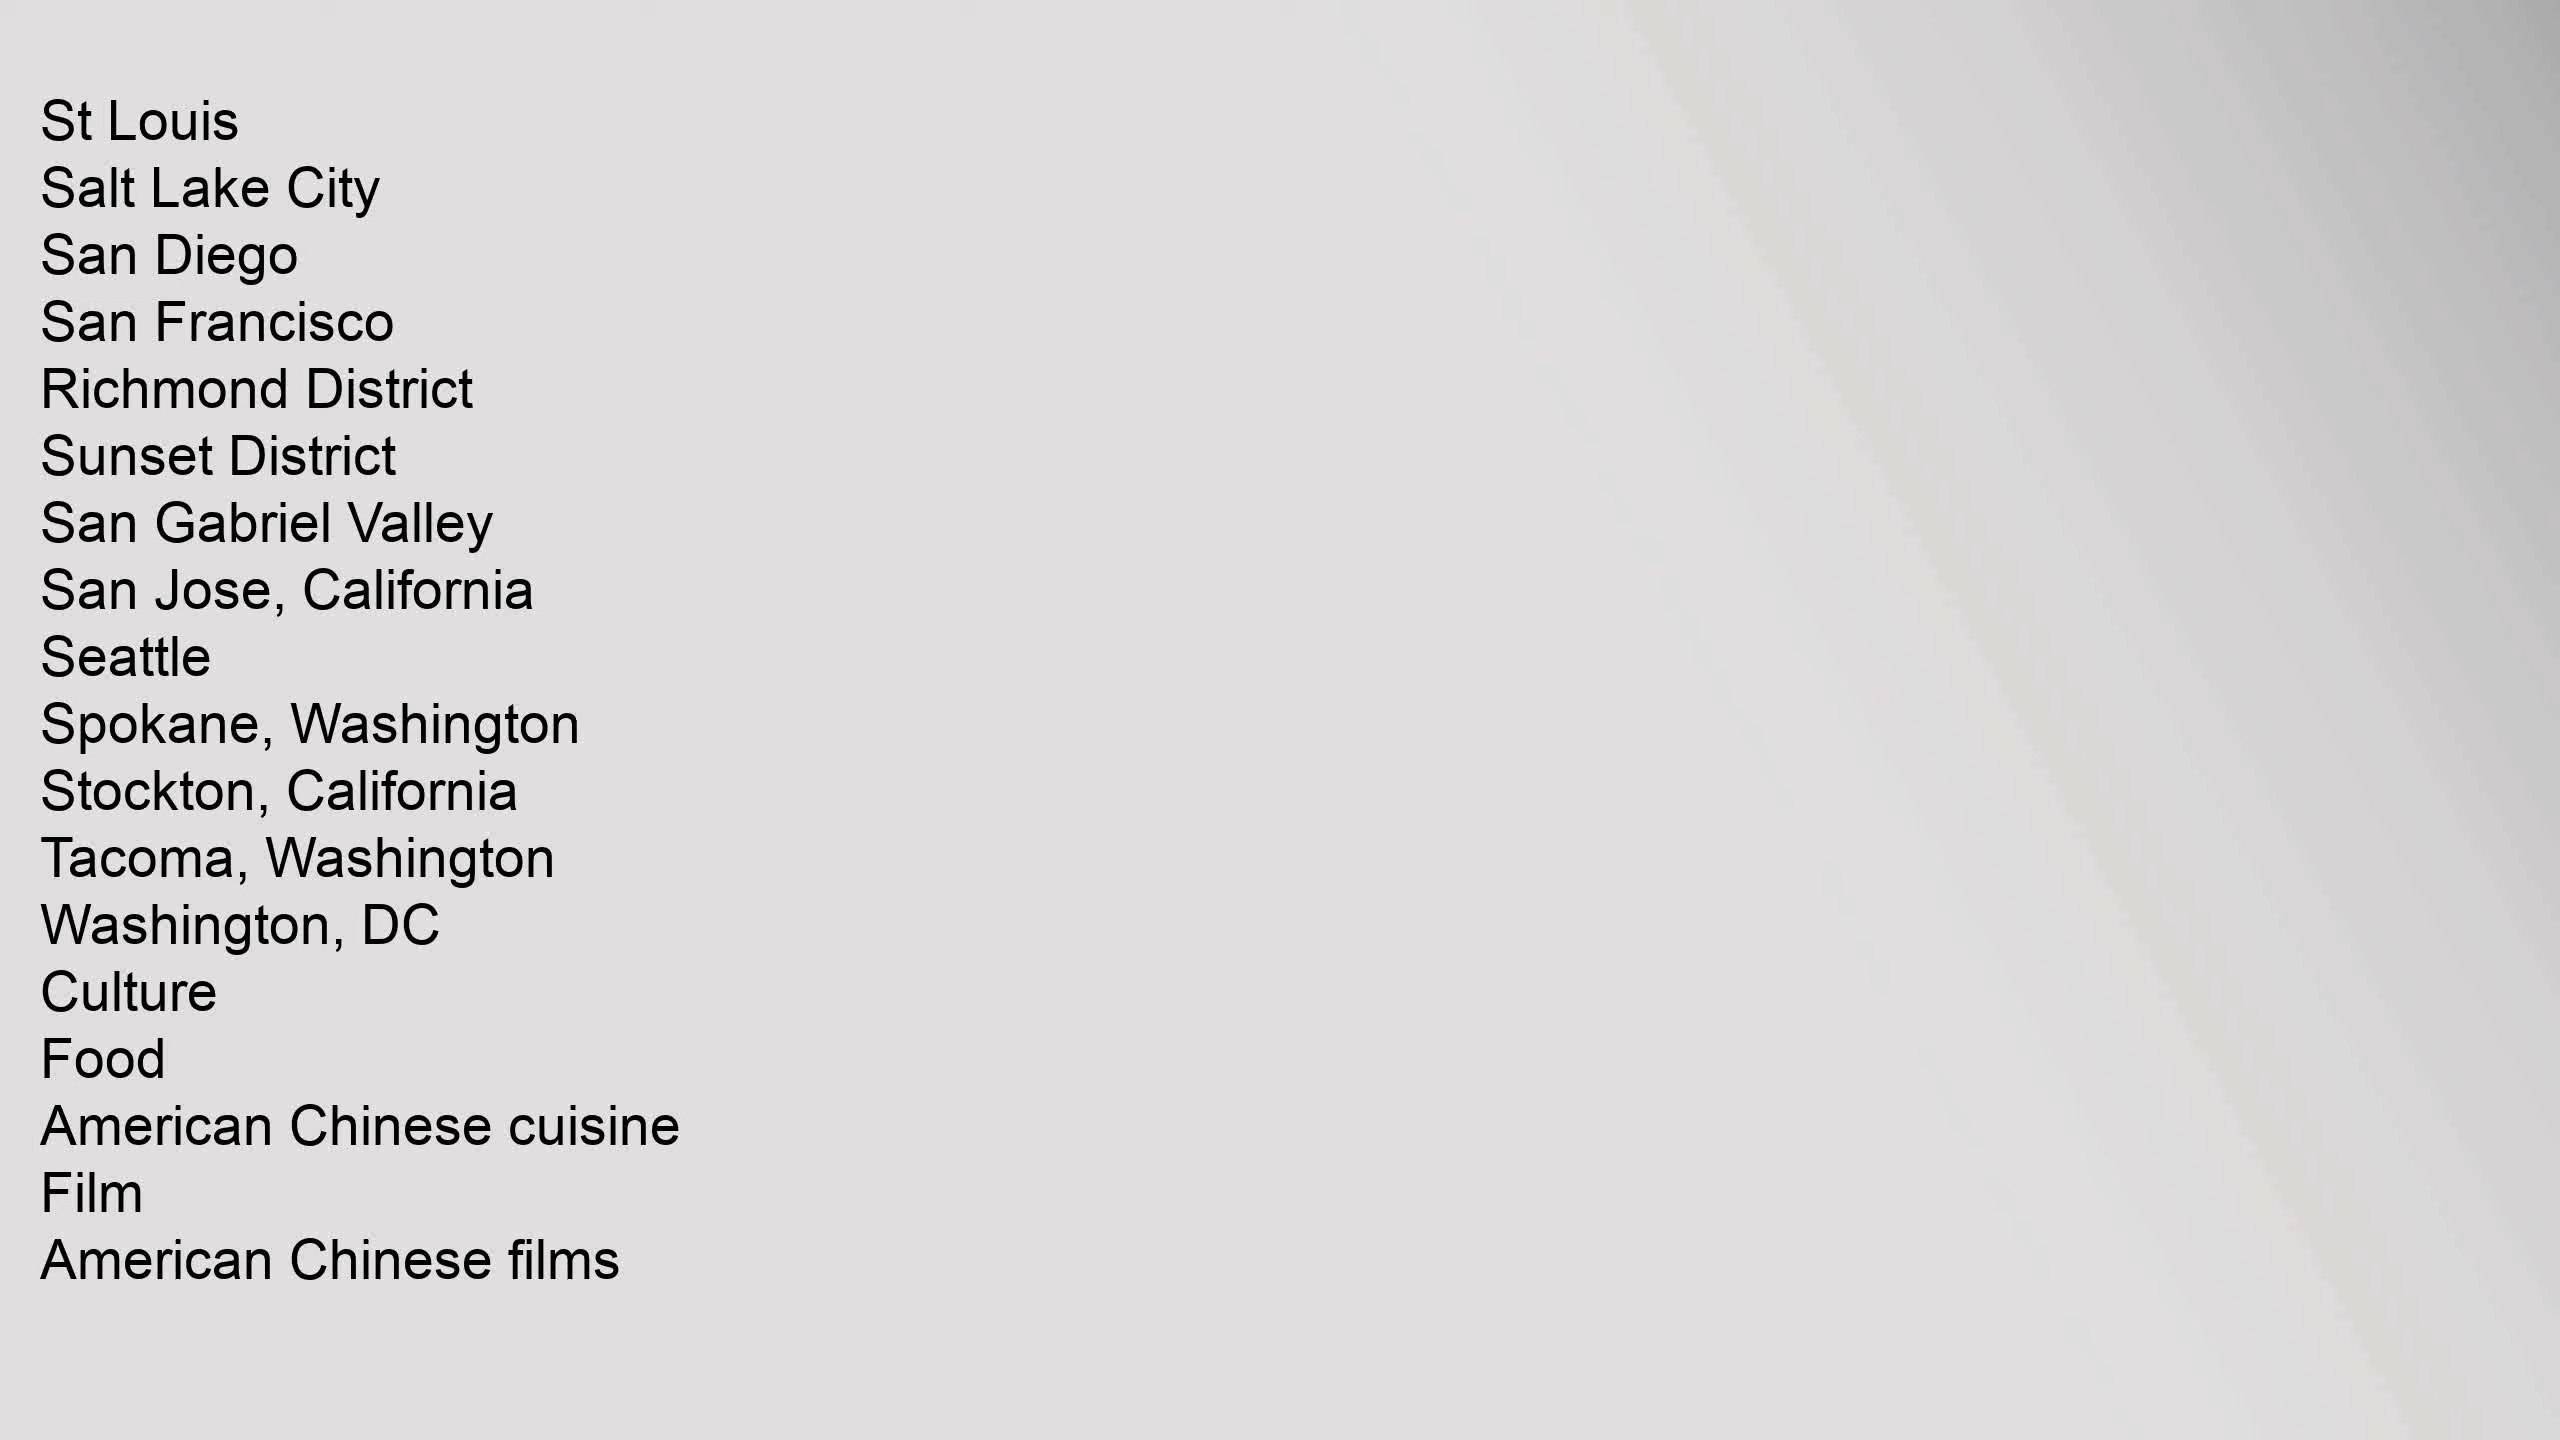 St Louis
Salt Lake City
San Diego
San Francisco
Richmond District
Sunset District
San Gabriel Valley
San Jose, California
Seattle
Spokane, Washington
Stockton, California
Tacoma, Washington
Washington, DC
Culture
Food
American Chinese cuisine
Film
American Chinese films